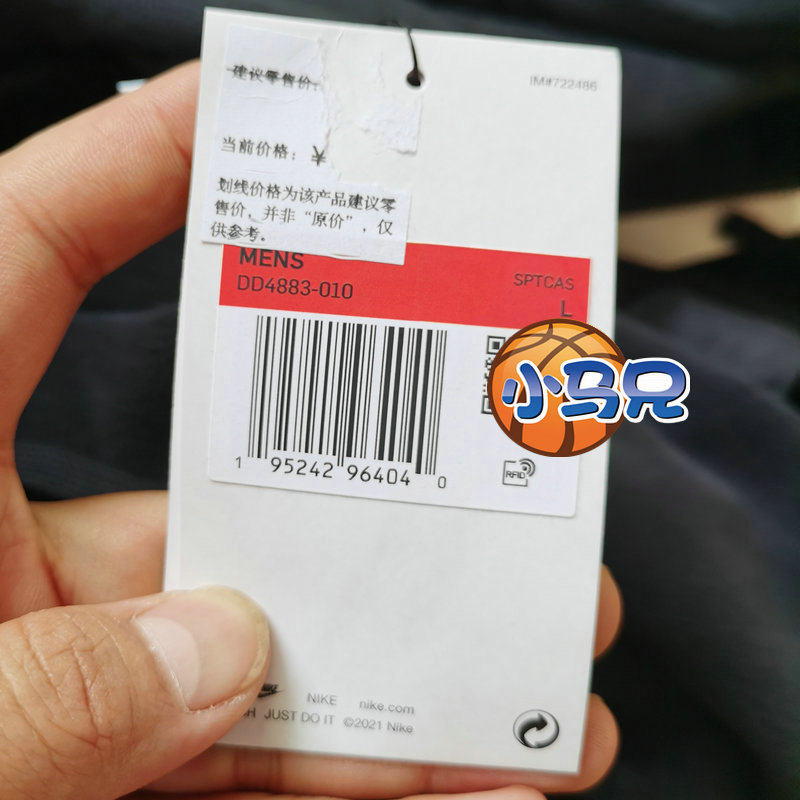 建议零售价:
IM#722486
当前价格: ¥
划线价格为该产品建议零
售价, 并非“原价”, 仅
供参考.
MENS
SPTCAS
DD4883-010
L
小马兄
1 95242 96404 0
RFID
NIKE nike.com
JUST DO IT ©2021 Nike